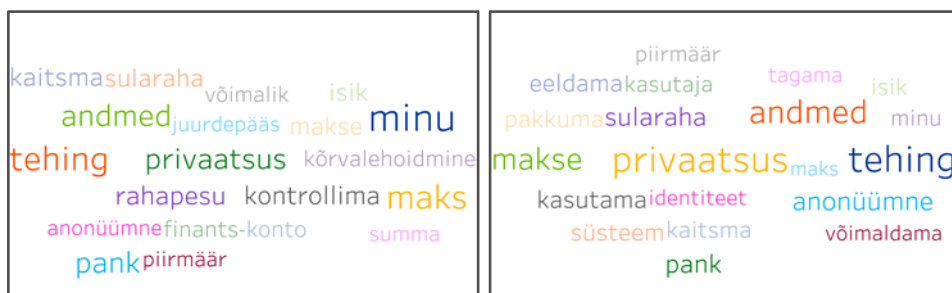 kaitsma sularaha
võimalik isik
andmed juurdepääs makse minu
tehing privaatsus kõrvalehoidmine
rahapesu kontrollima maks
anonüümne finants- konto summa
pank piirmäär
piirmäär
eeldama kasutaja tagama isik
pakkuma sularaha andmed minu
makse privaatsus maks tehing
kasutama identiteet anonüümne
süsteem kaitsma võimaldama
pank